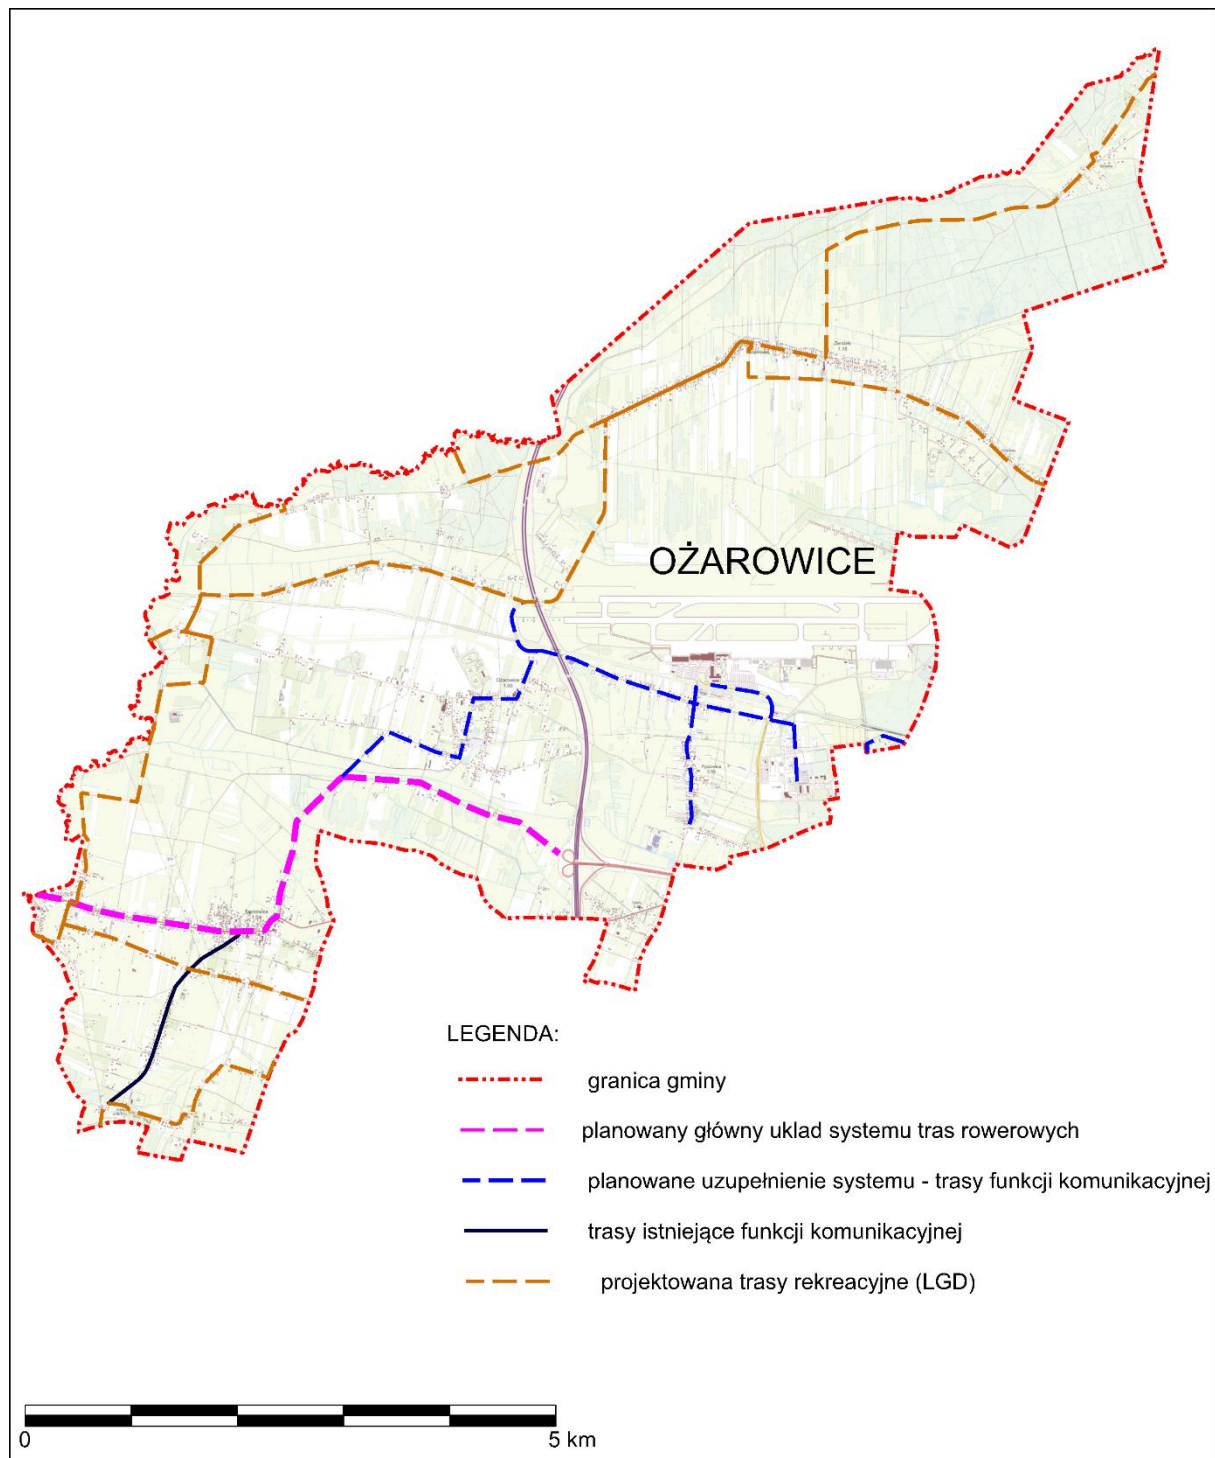 OŻAROWICE
LEGENDA:
granica gminy
planowany główny uklad systemu tras rowerowych
planowane uzupełnienie systemu - trasy funkcji komunikacyjnej
trasy istniejące funkcji komunikacyjnej
projektowana trasy rekreacyjne (LGD)
0 5 km